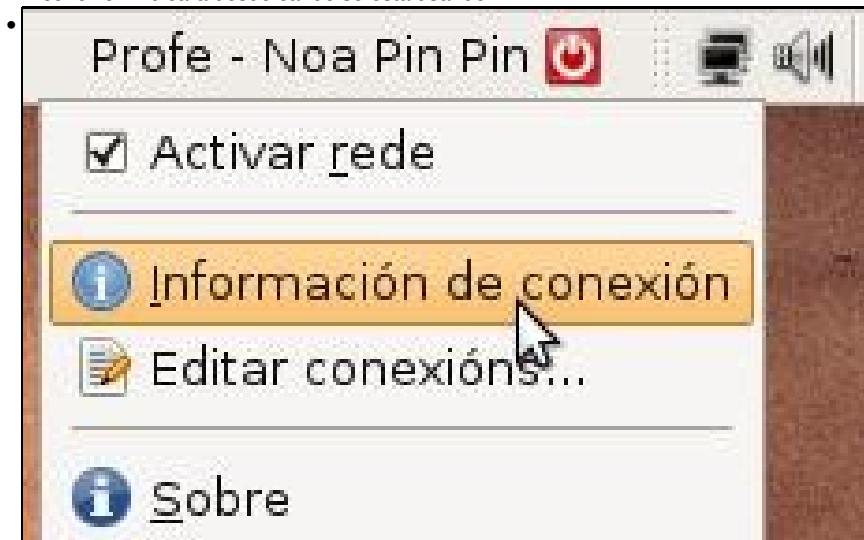 Profe - Noa Pin Pin
Activar rede
Información de conexión
Editar conexións...
Sobre